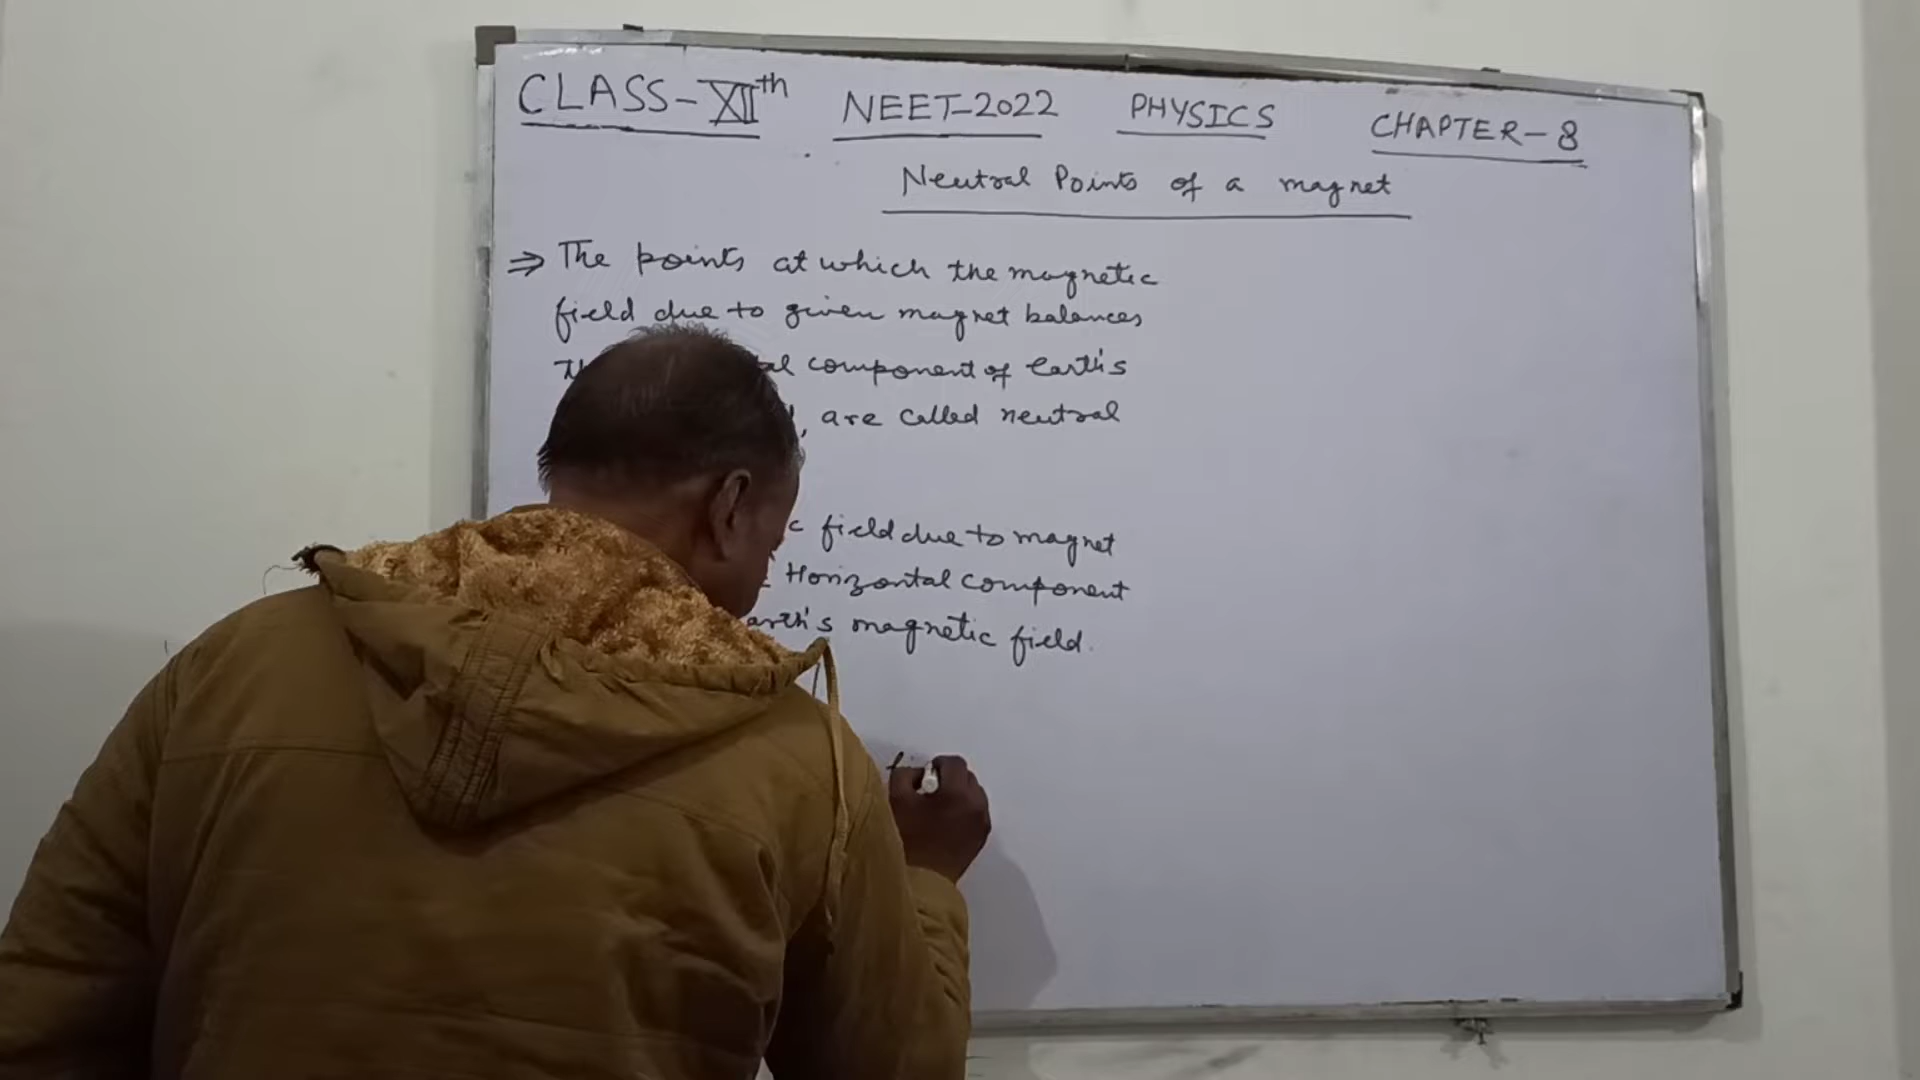 CLASS-XIIth NEET-2022 PHYSICS CHAPTER-8
Neutral Points of a magnet
⇒ The points at which the magnetic
field due to given magnet balances
component of Earth's
, are called neutral
field due to magnet
Horizontal component
magnetic field.